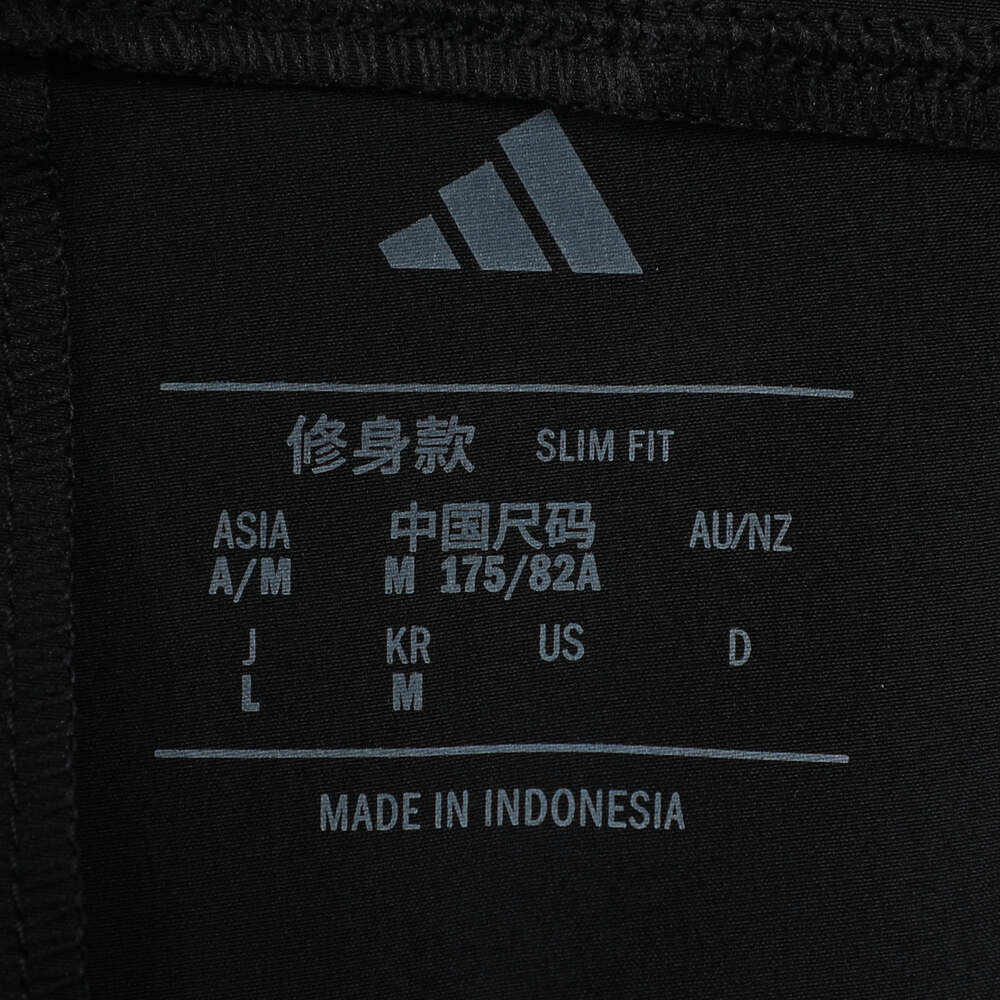 修身款 SLIM FIT
ASIA 中国尺码 AU/NZ
A/M M 175/82A
J KR US D
L M
MADE IN INDONESIA